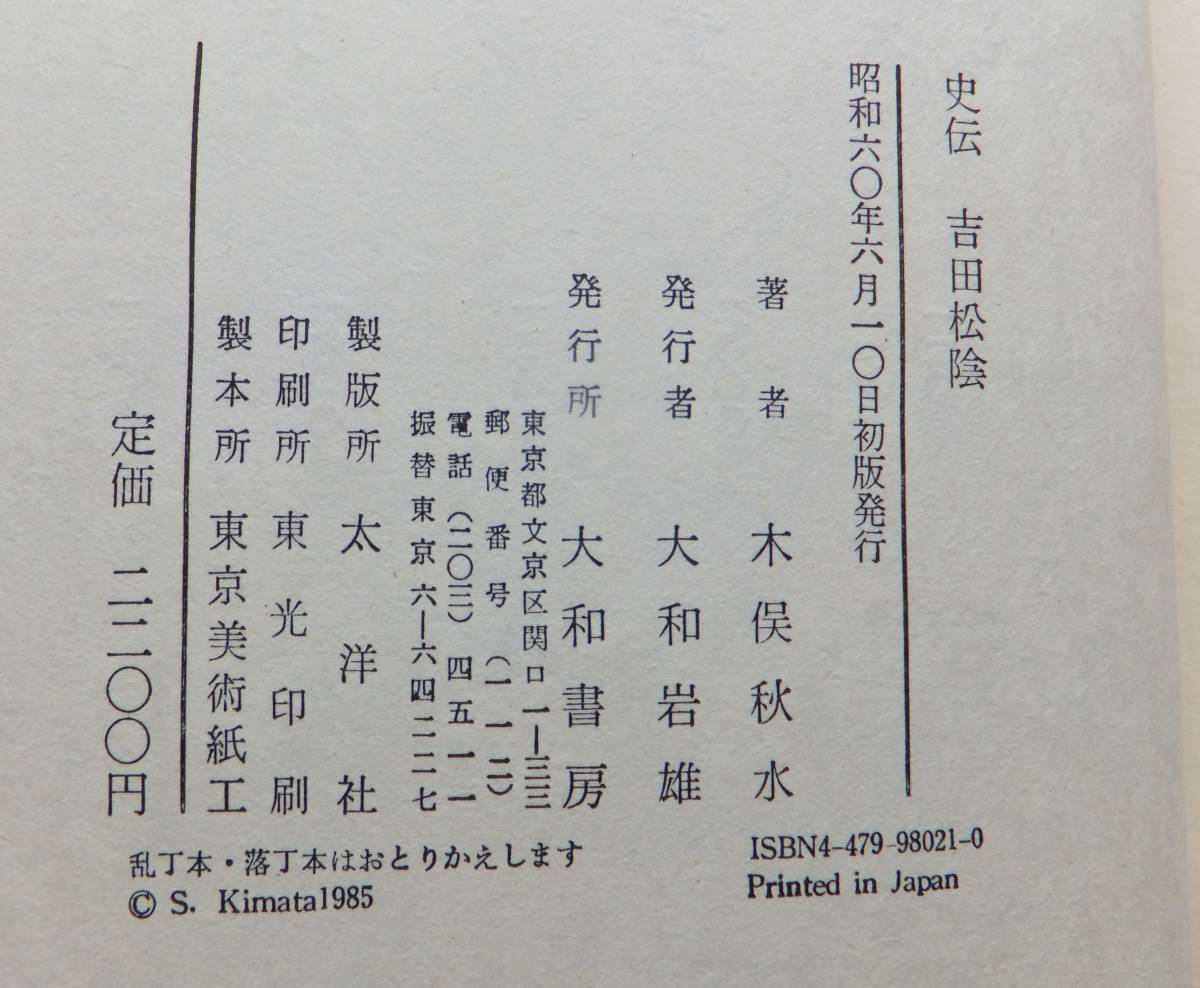 史伝　吉田松陰
昭和六〇年六月一〇日初版発行
著者　木俣秋水
発行者　大和岩雄
発行所　大和書房
東京都文京区関口一―三三
郵便番号（一一二）
電話（二〇三）四五一一
振替東京六―六四二二七
製版所　太洋社
印刷所　東光印刷
製本所　東京美術紙工
定価　二二〇〇円
乱丁本・落丁本はおとりかえします
© S. Kimata1985
ISBN4-479-98021-0
Printed in Japan